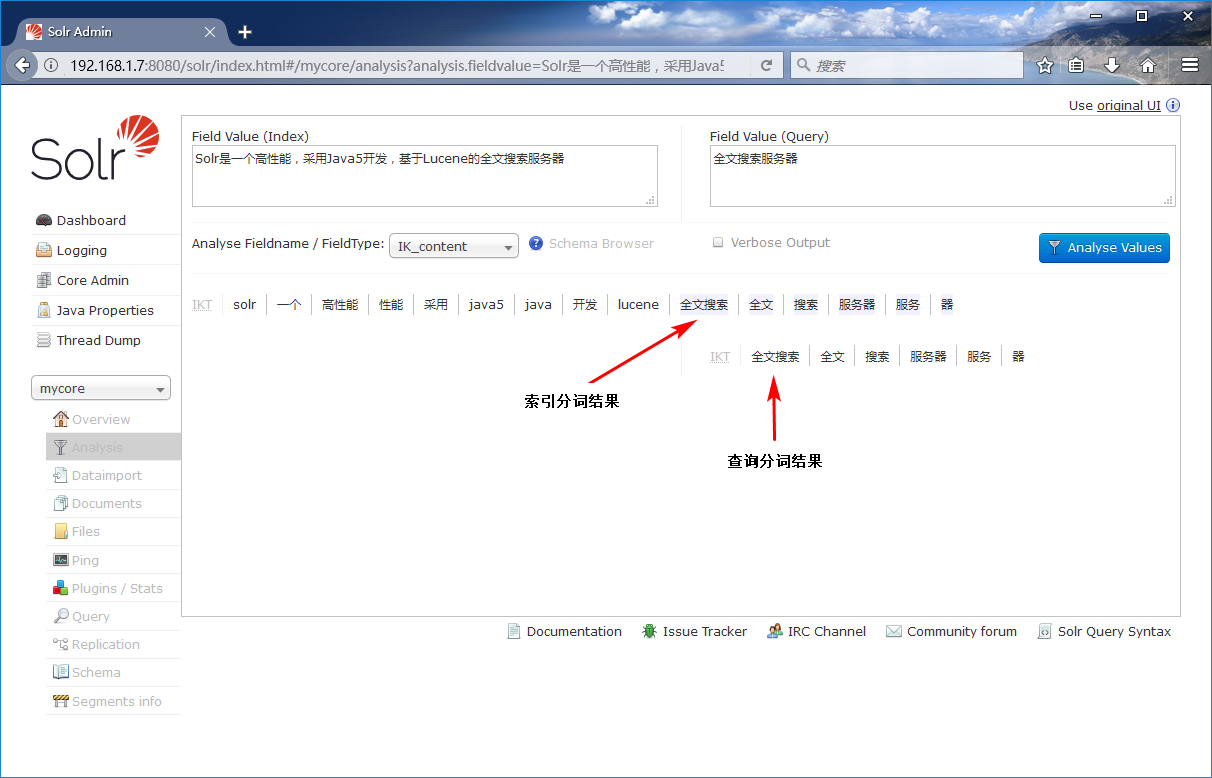 Solr Admin
192.168.1.7:8080/solr/index.html#/mycore/analysis?analysis.fieldvalue=Solr是一个高性能，采用Java5
搜索
Use original UI
Solr
Field Value (Index)
Solr是一个高性能，采用Java5开发，基于Lucene的全文搜索服务器
Field Value (Query)
全文搜索服务器
Analyse Fieldname / FieldType: IK_content ? Schema Browser
Verbose Output
Analyse Values
IKT solr 一个 高性能 性能 采用 java5 java 开发 lucene 全文搜索 全文 搜索 服务器 服务 器
IKT 全文搜索 全文 搜索 服务器 服务 器
索引分词结果
查询分词结果
Dashboard
Logging
Core Admin
Java Properties
Thread Dump
mycore
Overview
Analysis
Dataimport
Documents
Files
Ping
Plugins / Stats
Query
Replication
Schema
Segments info
Documentation Issue Tracker IRC Channel Community forum Solr Query Syntax